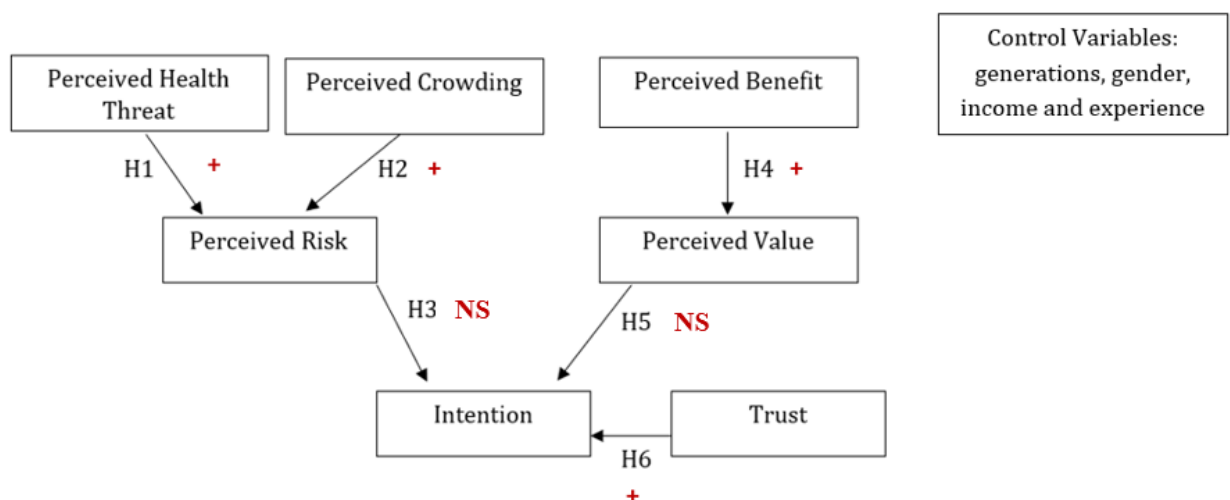 Control Variables:
generations, gender,
income and experience
Perceived Health
Threat
Perceived Crowding
Perceived Benefit
H1 +
H2 +
H4 +
Perceived Risk
Perceived Value
H3 NS
H5 NS
Intention
Trust
H6
+